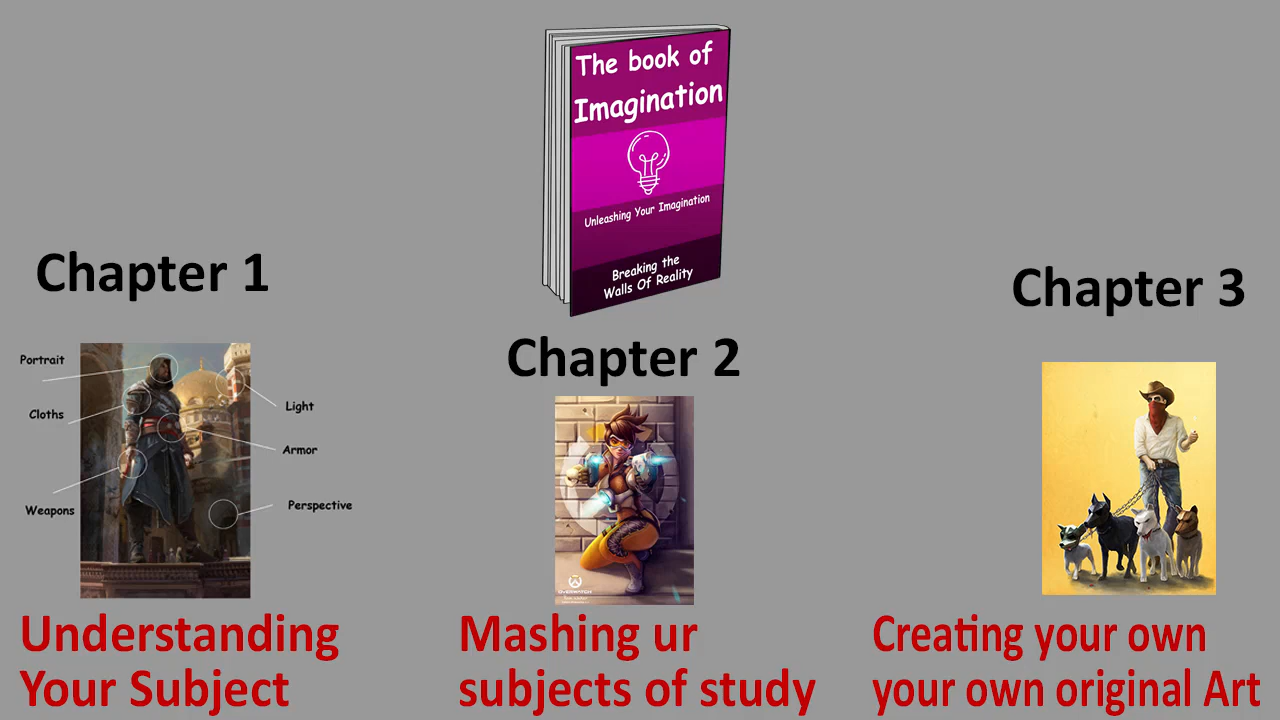 The book of
Imagination
Unleashing Your Imagination
Breaking the
Walls Of Reality
Chapter 1
Portrait
Cloths
Weapons
Light
Armor
Perspective
Understanding
Your Subject
Chapter 2
OVERWATCH
Mashing ur
subjects of study
Chapter 3
Creating your own
your own original Art